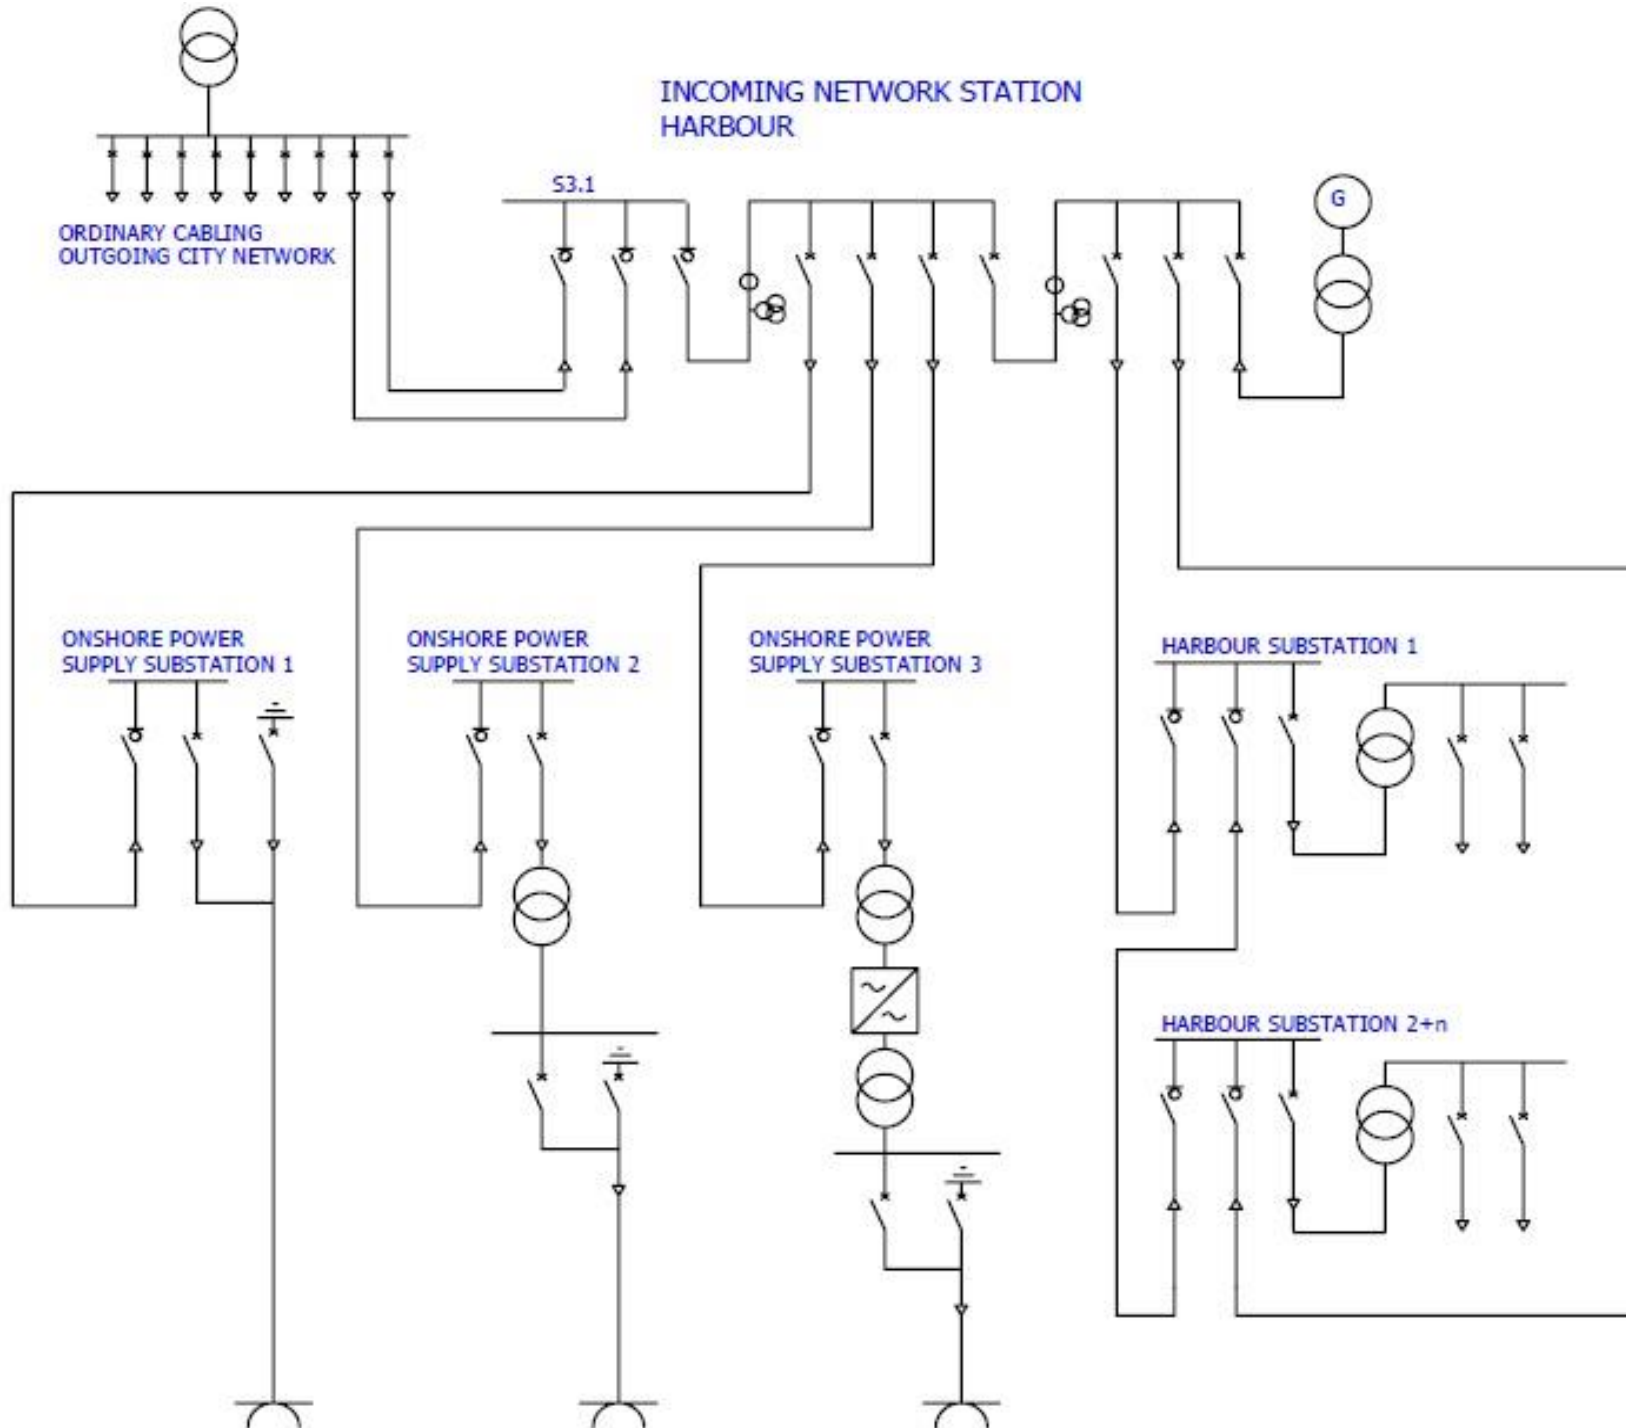 INCOMING NETWORK STATION
HARBOUR
S3.1
G
ORDINARY CABLING
OUTGOING CITY NETWORK
ONSHORE POWER
SUPPLY SUBSTATION 1
ONSHORE POWER
SUPPLY SUBSTATION 2
ONSHORE POWER
SUPPLY SUBSTATION 3
HARBOUR SUBSTATION 1
HARBOUR SUBSTATION 2+n